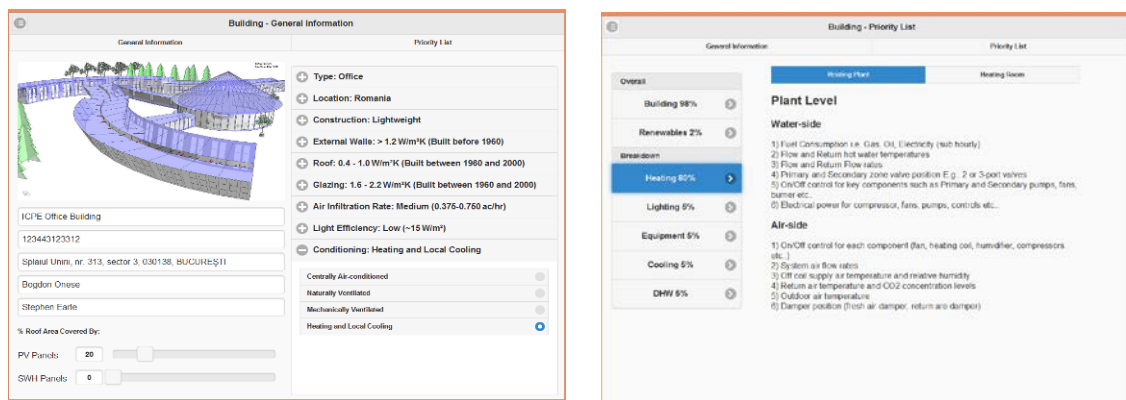 Building - General Information
General Information
Priority List
ICPE Office Building
123443123312
Splaiul Unirii, nr. 313, sector 3, 030138, BUCUREȘTI
Bogdon Onese
Stephen Earle
% Roof Area Covered By:
PV Panels 20
SWH Panels 0
Type: Office
Location: Romania
Construction: Lightweight
External Walls: > 1.2 W/m²K (Built before 1960)
Roof: 0.4 - 1.0 W/m²K (Built between 1960 and 2000)
Glazing: 1.6 - 2.2 W/m²K (Built between 1960 and 2000)
Air Infiltration Rate: Medium (0.375-0.750 ac/hr)
Light Efficiency: Low (~15 W/m²)
Conditioning: Heating and Local Cooling
Centrally Air-conditioned
Naturally Ventilated
Mechanically Ventilated
Heating and Local Cooling
Building - Priority List
General Information
Priority List
Overall
Building 98%
Renewables 2%
Breakdown
Heating 80%
Lighting 5%
Equipment 5%
Cooling 5%
DHW 5%
Heating Plant
Heating Room
Plant Level
Water-side
1) Fuel Consumption i.e. Gas, Oil, Electricity (sub hourly)
2) Flow and Return hot water temperatures
3) Flow and Return Flow rates
4) Primary and Secondary zone valve position E.g.: 2 or 3-port valves
5) On/Off control for key components such as Primary and Secondary pumps, fans,
burner etc..
6) Electrical power for compressor, fans, pumps, controls etc..
Air-side
1) On/Off control for each component (fan, heating coil, humidifier, compressors
etc..)
2) System air flow rates
3) Off coil supply air temperature and relative humidity
4) Return air temperature and CO2 concentration levels
5) Outdoor air temperature
6) Damper position (fresh air damper, return are damper)